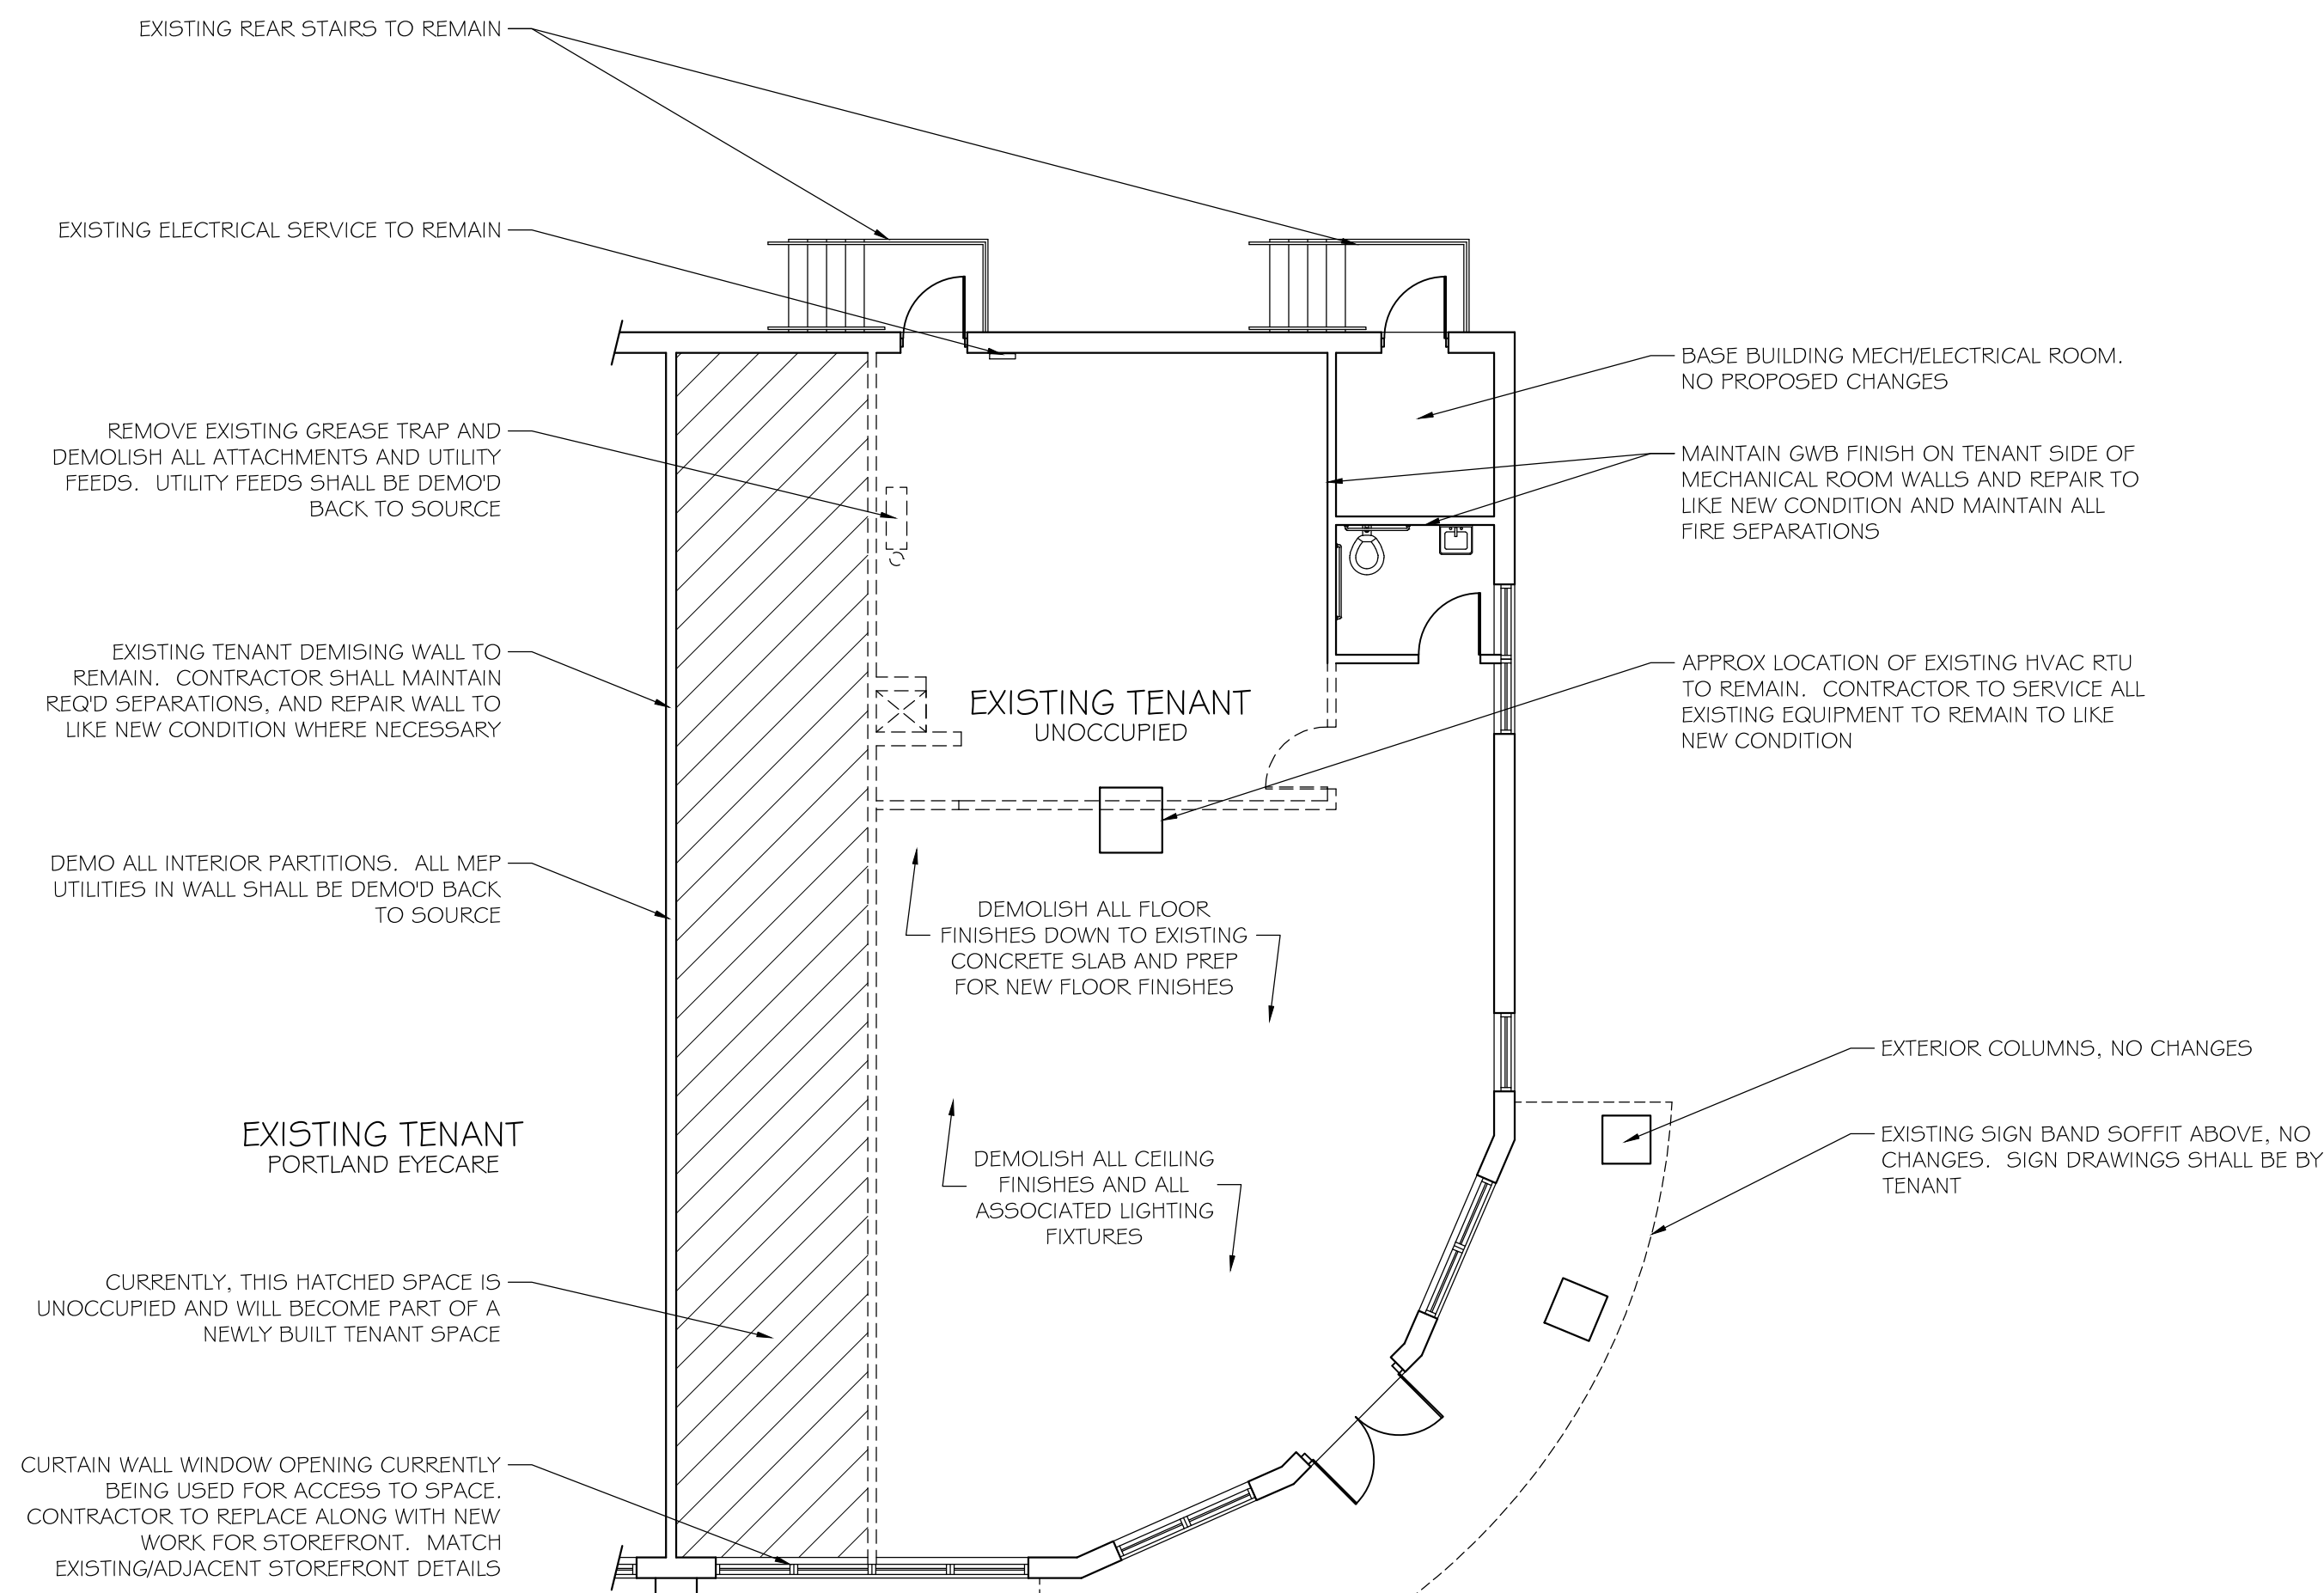 EXISTING REAR STAIRS TO REMAIN
EXISTING ELECTRICAL SERVICE TO REMAIN
REMOVE EXISTING GREASE TRAP AND
DEMOLISH ALL ATTACHMENTS AND UTILITY
FEEDS. UTILITY FEEDS SHALL BE DEMO'D
BACK TO SOURCE
EXISTING TENANT DEMISING WALL TO
REMAIN. CONTRACTOR SHALL MAINTAIN
REQ'D SEPARATIONS, AND REPAIR WALL TO
LIKE NEW CONDITION WHERE NECESSARY
DEMO ALL INTERIOR PARTITIONS. ALL MEP
UTILITIES IN WALL SHALL BE DEMO'D BACK
TO SOURCE
EXISTING TENANT
PORTLAND EYECARE
CURRENTLY, THIS HATCHED SPACE IS
UNOCCUPIED AND WILL BECOME PART OF A
NEWLY BUILT TENANT SPACE
CURTAIN WALL WINDOW OPENING CURRENTLY
BEING USED FOR ACCESS TO SPACE.
CONTRACTOR TO REPLACE ALONG WITH NEW
WORK FOR STOREFRONT. MATCH
EXISTING/ADJACENT STOREFRONT DETAILS
EXISTING TENANT
UNOCCUPIED
DEMOLISH ALL FLOOR
FINISHES DOWN TO EXISTING
CONCRETE SLAB AND PREP
FOR NEW FLOOR FINISHES
DEMOLISH ALL CEILING
FINISHES AND ALL
ASSOCIATED LIGHTING
FIXTURES
BASE BUILDING MECH/ELECTRICAL ROOM.
NO PROPOSED CHANGES
MAINTAIN GWB FINISH ON TENANT SIDE OF
MECHANICAL ROOM WALLS AND REPAIR TO
LIKE NEW CONDITION AND MAINTAIN ALL
FIRE SEPARATIONS
APPROX LOCATION OF EXISTING HVAC RTU
TO REMAIN. CONTRACTOR TO SERVICE ALL
EXISTING EQUIPMENT TO REMAIN TO LIKE
NEW CONDITION
EXTERIOR COLUMNS, NO CHANGES
EXISTING SIGN BAND SOFFIT ABOVE, NO
CHANGES. SIGN DRAWINGS SHALL BE BY
TENANT